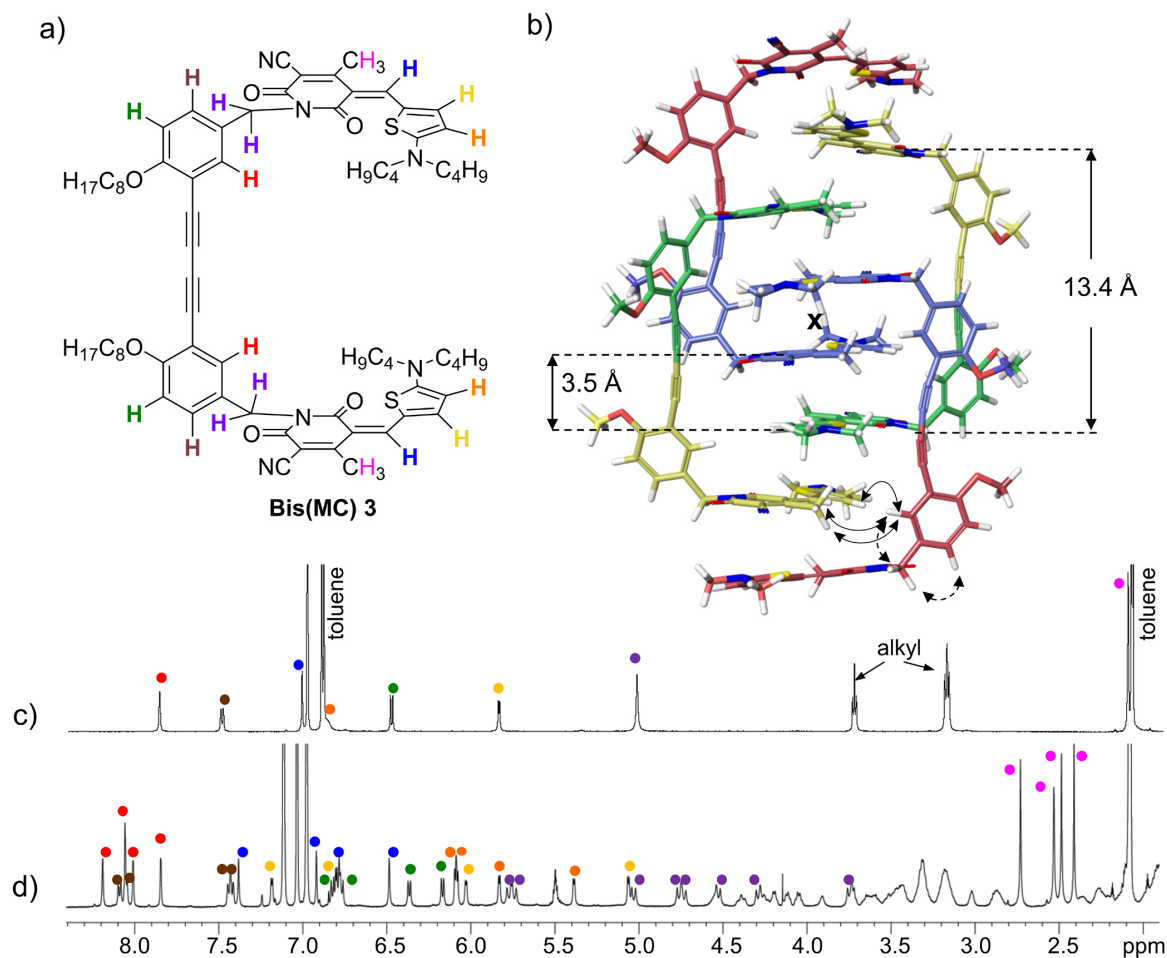 a)
NC
CH₃
H
H
H
H
H
O
N
O
H
S
H
H
N
H₁₇C₈O
H
H₉C₄
C₄H₉
H₁₇C₈O
H
H₉C₄
N
C₄H₉
H
S
H
H
H
N
O
H
H
O
H
NC
CH₃
Bis(MC) 3
b)
13.4 Å
x
3.5 Å
toluene
toluene
alkyl
c)
d)
8.0 7.5 7.0 6.5 6.0 5.5 5.0 4.5 4.0 3.5 3.0 2.5 ppm